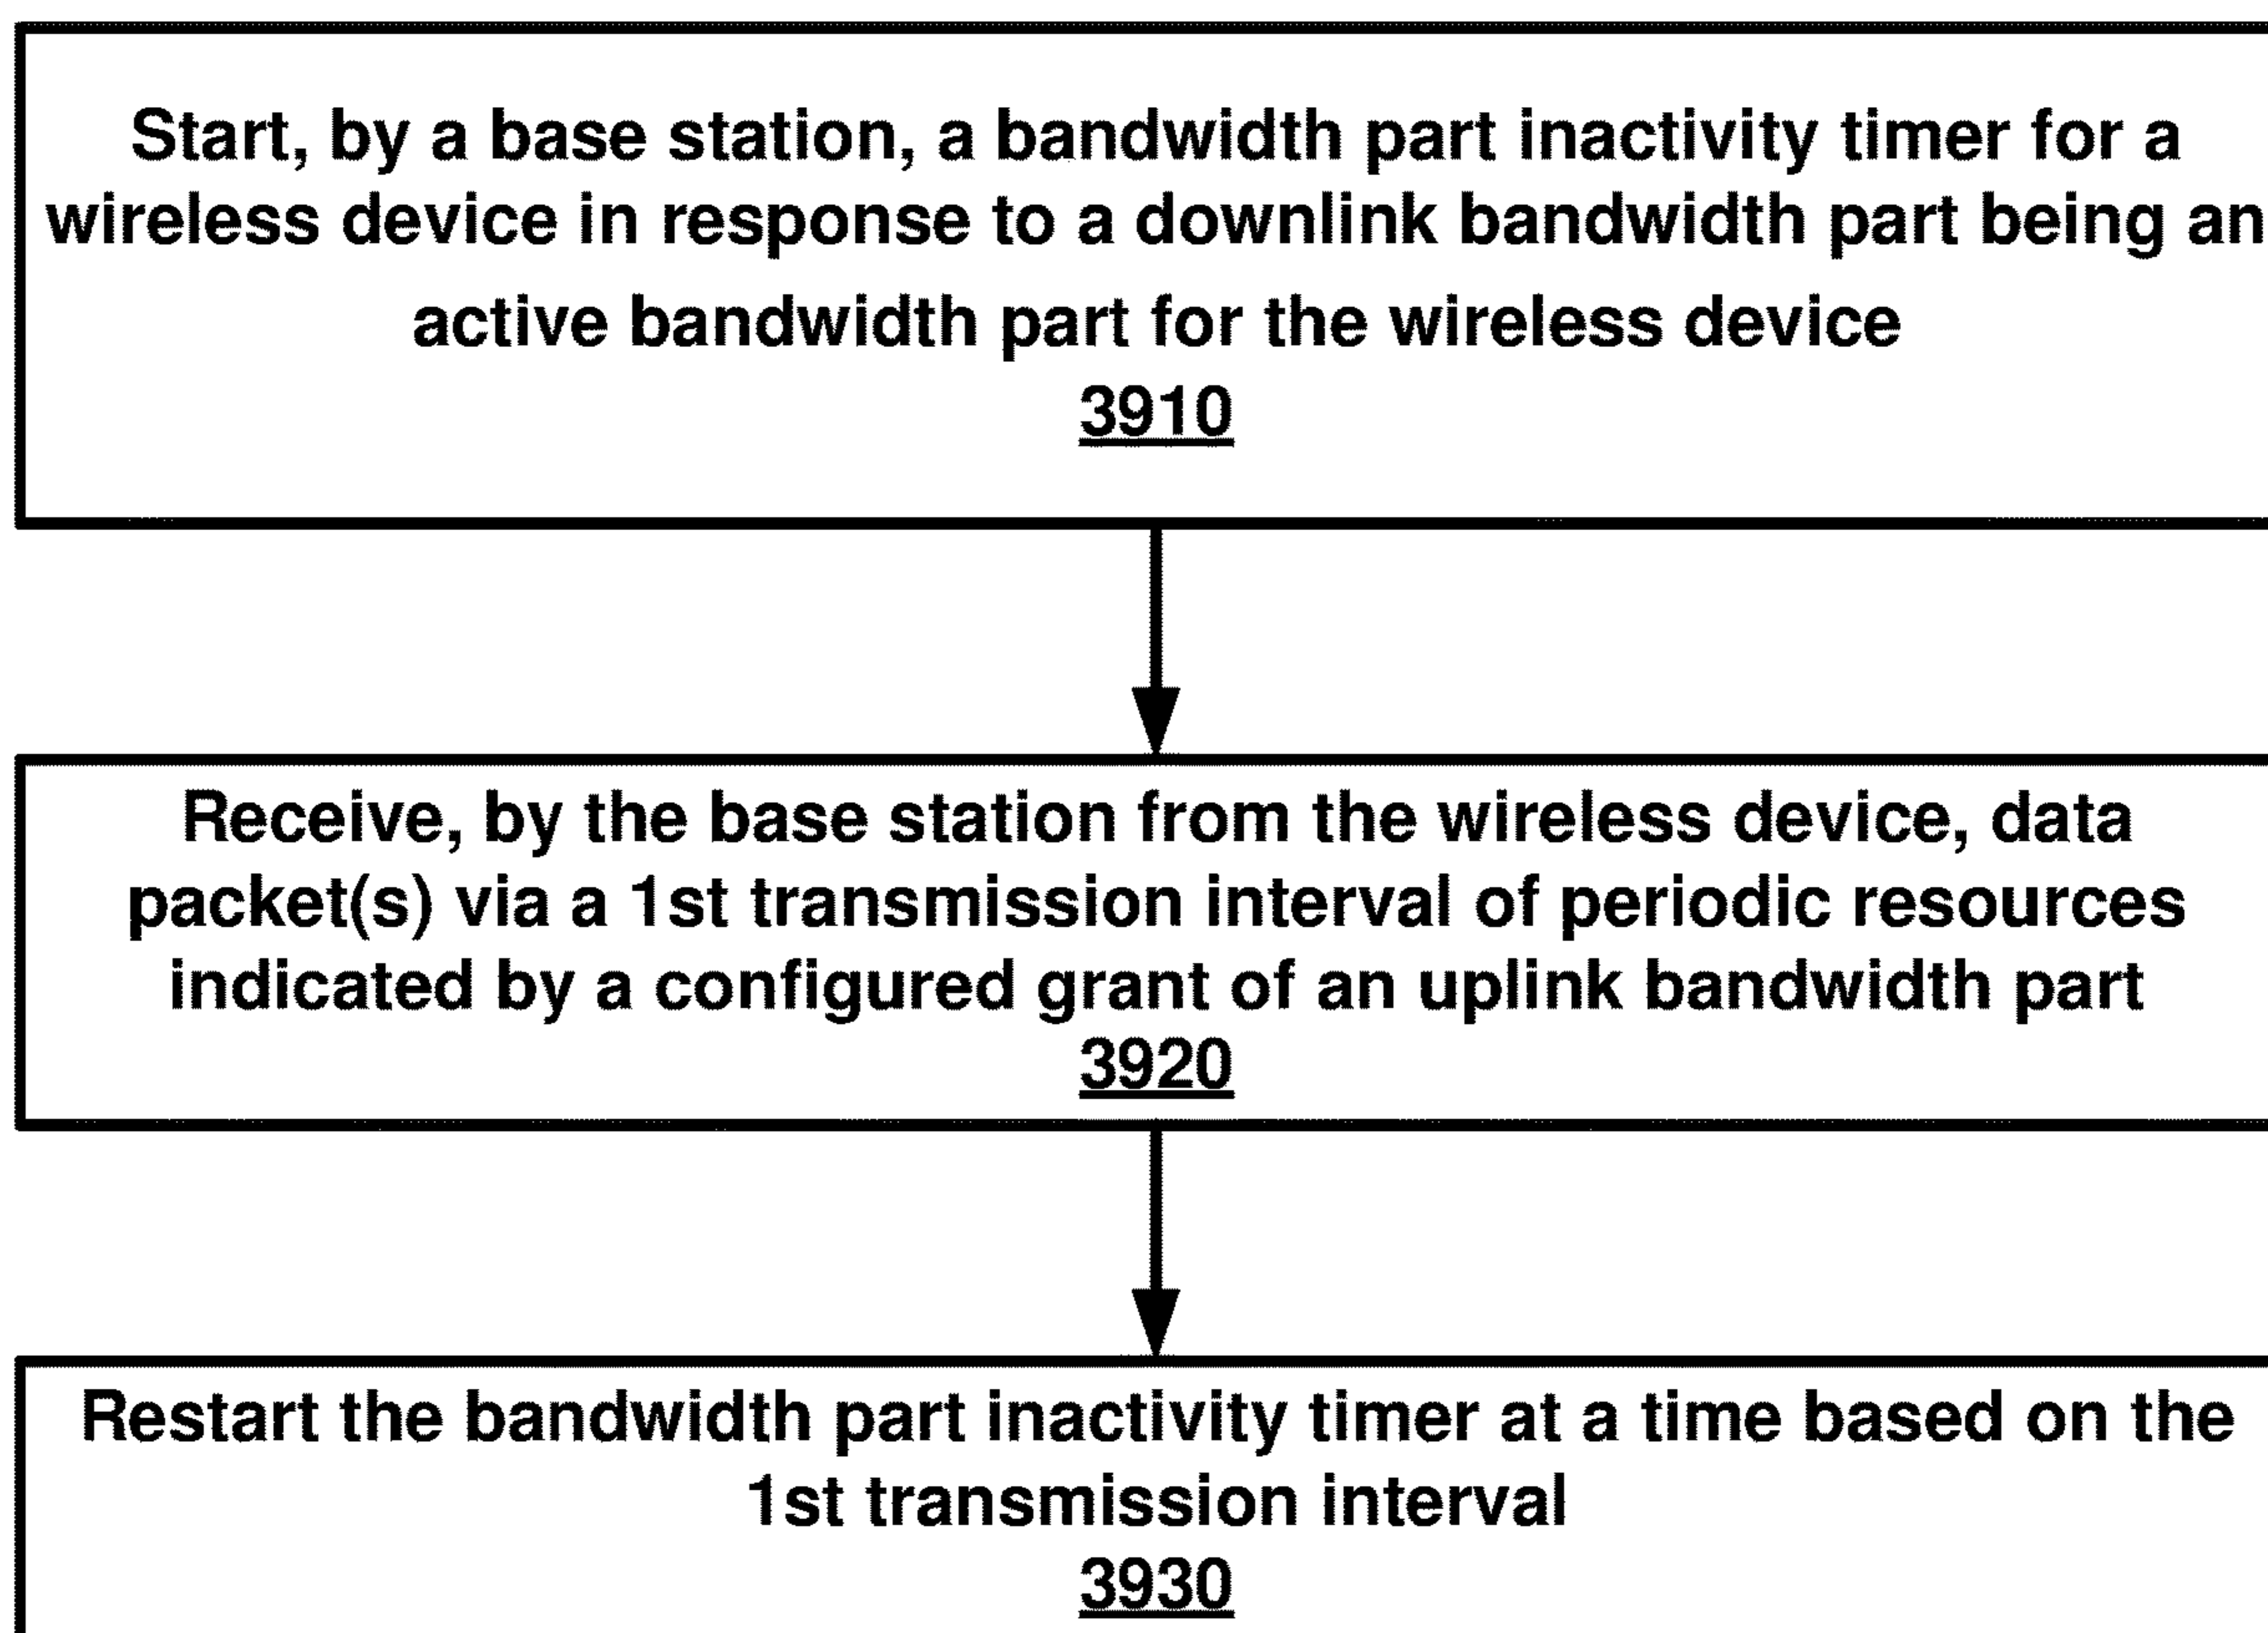 Start, by a base station, a bandwidth part inactivity timer for a
wireless device in response to a downlink bandwidth part being an
active bandwidth part for the wireless device
3910
Receive, by the base station from the wireless device, data
packet(s) via a 1st transmission interval of periodic resources
indicated by a configured grant of an uplink bandwidth part
3920
Restart the bandwidth part inactivity timer at a time based on the
1st transmission interval
3930